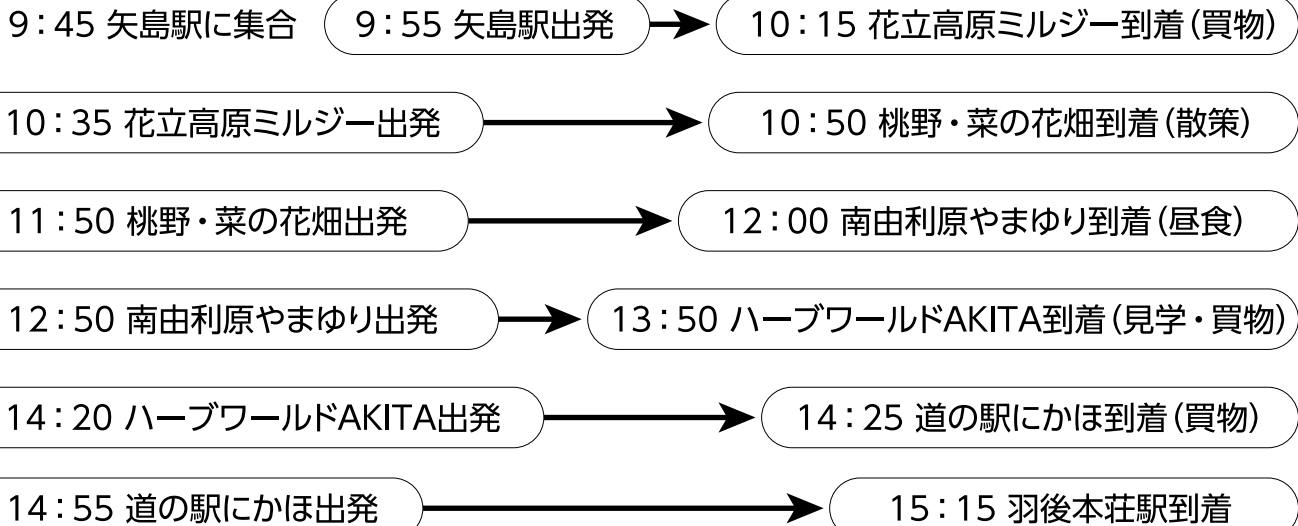 9：45 矢島駅に集合 9：55 矢島駅出発 10：15 花立高原ミルジー到着（買物）
10：35 花立高原ミルジー出発 10：50 桃野・菜の花畑到着（散策）
11：50 桃野・菜の花畑出発 12：00 南由利原やまゆり到着（昼食）
12：50 南由利原やまゆり出発 13：50 ハーブワールドAKITA到着（見学・買物）
14：20 ハーブワールドAKITA出発 14：25 道の駅にかほ到着（買物）
14：55 道の駅にかほ出発 15：15 羽後本荘駅到着